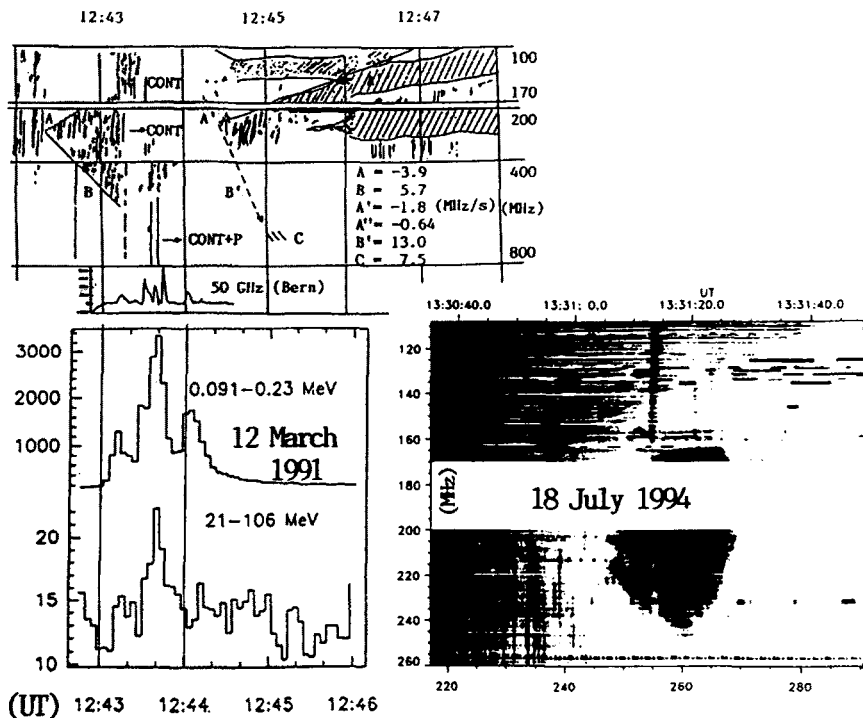 12:43 12:45 12:47
100
CONT
170
A CONT A' A" 200
B B' A = -3.9 400
B = 5.7
A' = -1.8 (MHz/s) (MHz)
A'' = -0.64
CONT+P C B' = 13.0
C = 7.5 800
50 GHz (Bern)
UT
13:30:40.0 13:31:0.0 13:31:20.0 13:31:40.0
3000 0.091-0.23 MeV 120
2000 12 March 140
1000 1991 160
(MHz) 180 18 July 1994
21-106 MeV 200
20 220
15 240
10 260
220 240 260 280
(UT) 12:43 12:44 12:45 12:46